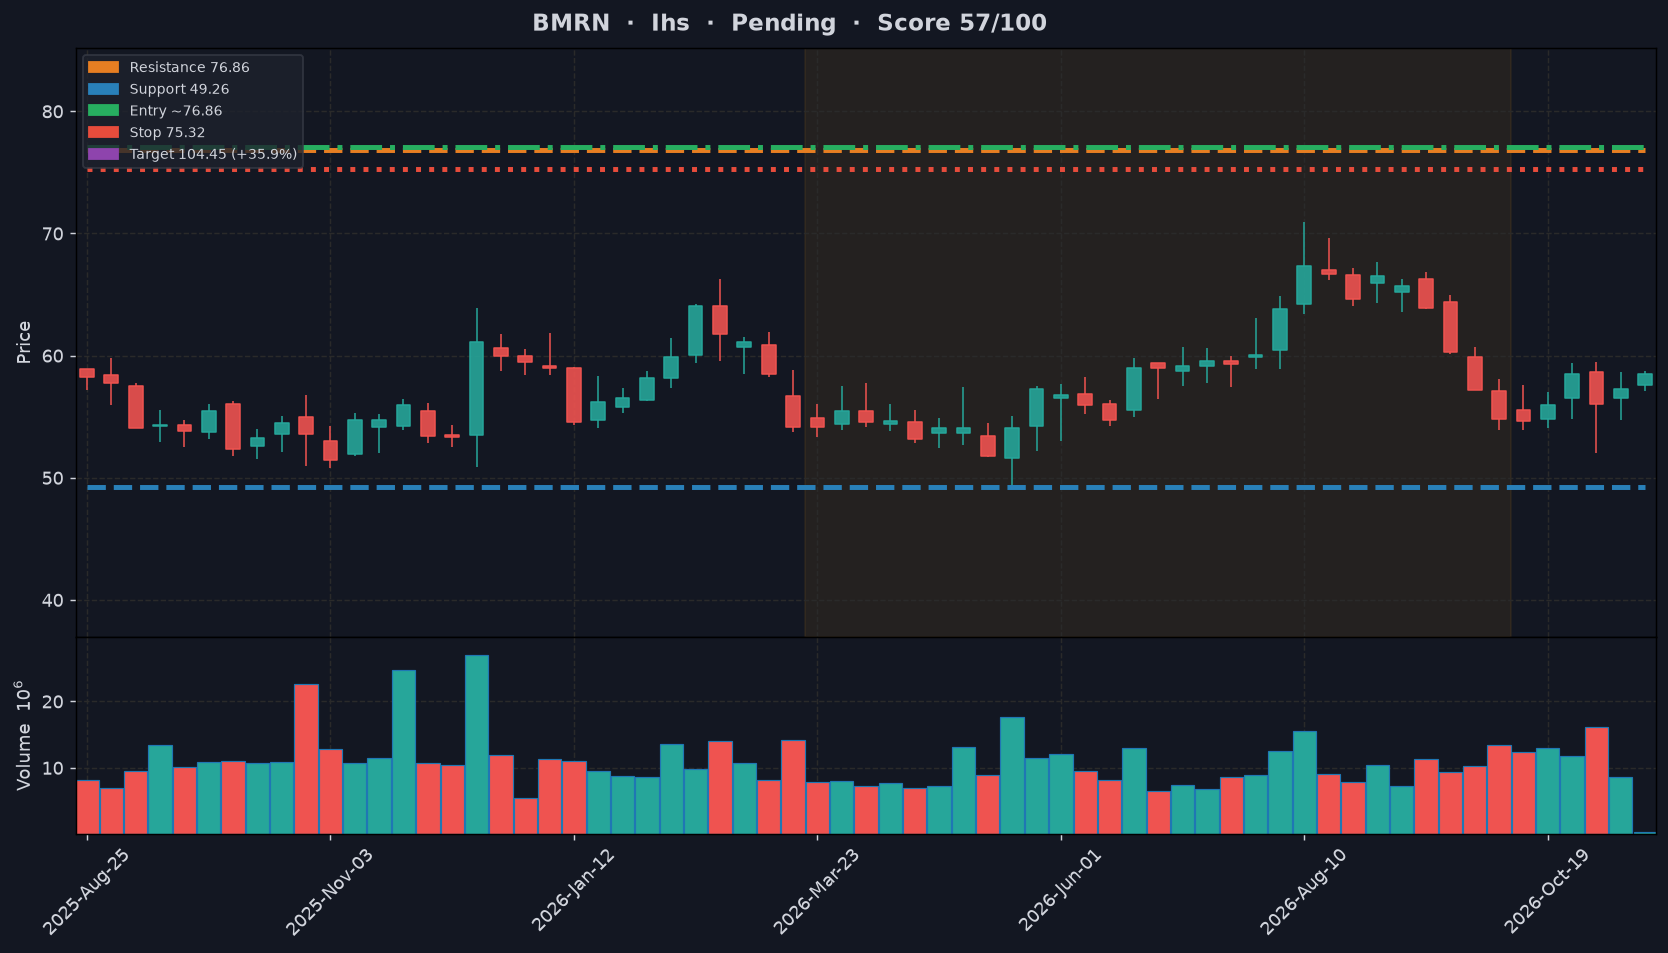 BMRN · Ihs · Pending · Score 57/100
Resistance 76.86
Support 49.26
Entry ~76.86
Stop 75.32
Target 104.45 (+35.9%)
Price
80
70
60
50
40
Volume 10⁶
20
10
2025-Aug-25
2025-Nov-03
2026-Jan-12
2026-Mar-23
2026-Jun-01
2026-Aug-10
2026-Oct-19